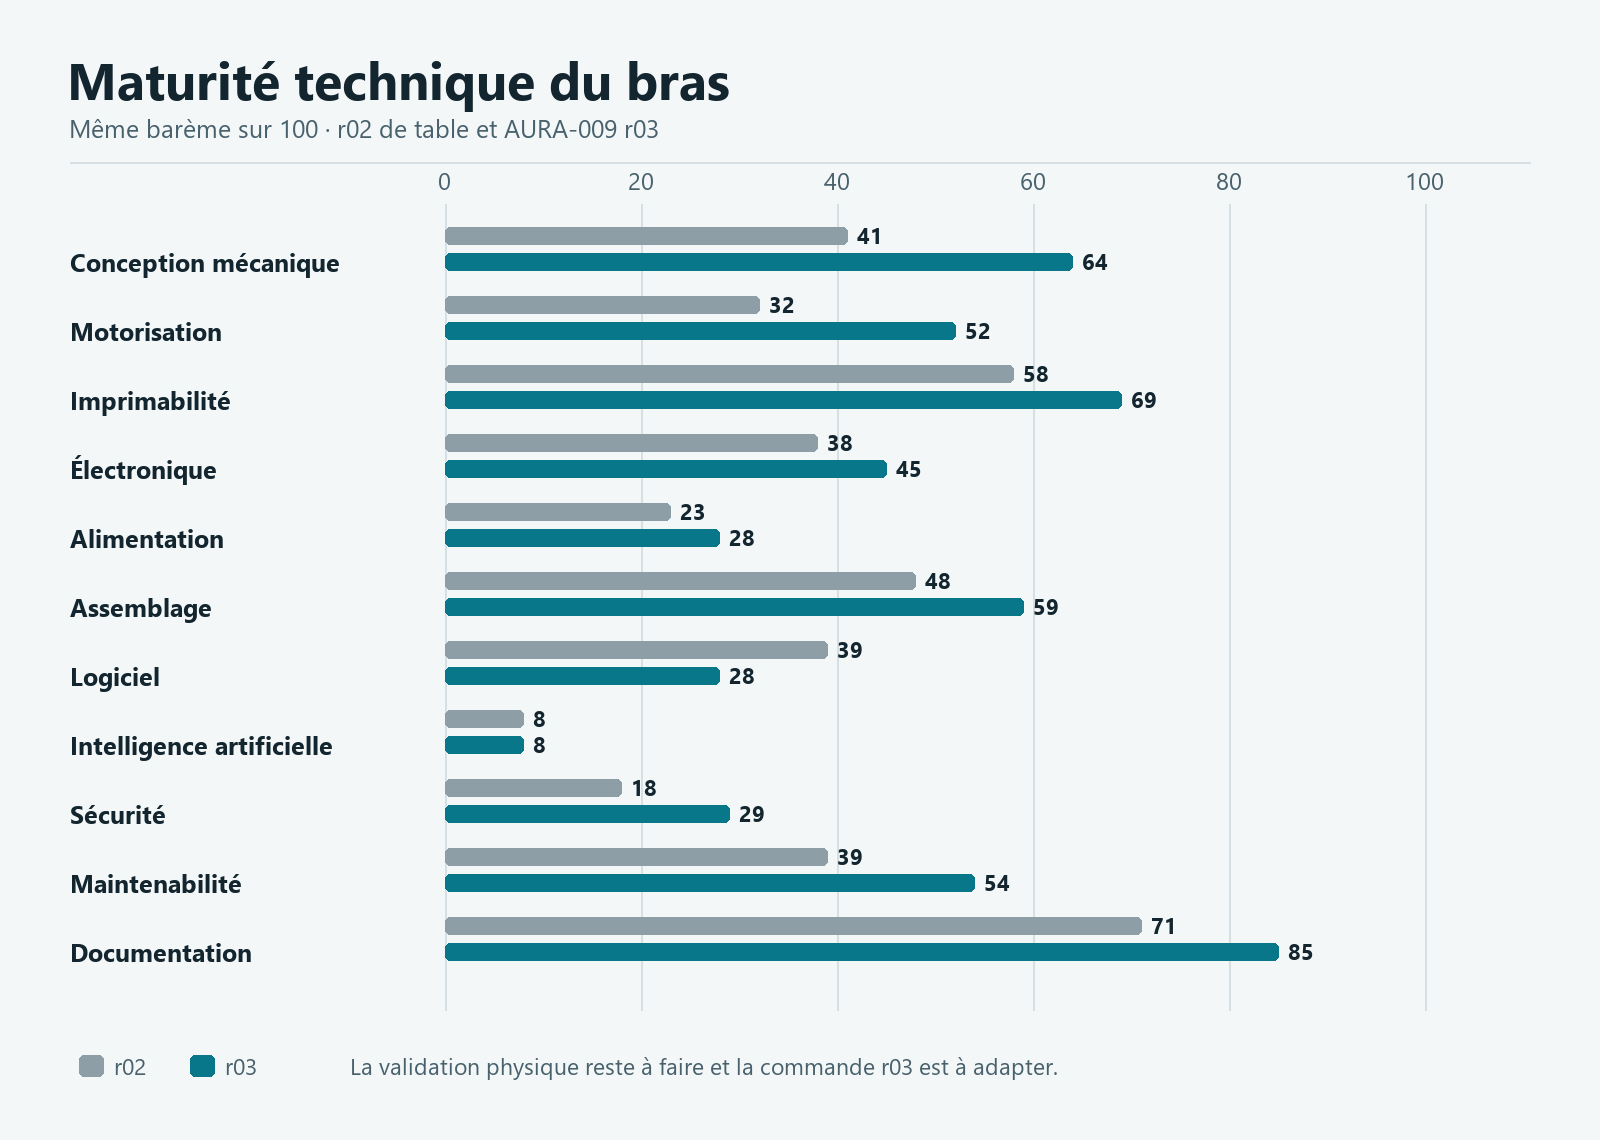 Maturité technique du bras
Même barème sur 100 · r02 de table et AURA-009 r03
0 20 40 60 80 100
41
Conception mécanique 64
32
Motorisation 52
58
Imprimabilité 69
38
Électronique 45
23
Alimentation 28
48
Assemblage 59
39
Logiciel 28
8
Intelligence artificielle 8
18
Sécurité 29
39
Maintenabilité 54
71
Documentation 85
r02 r03 La validation physique reste à faire et la commande r03 est à adapter.